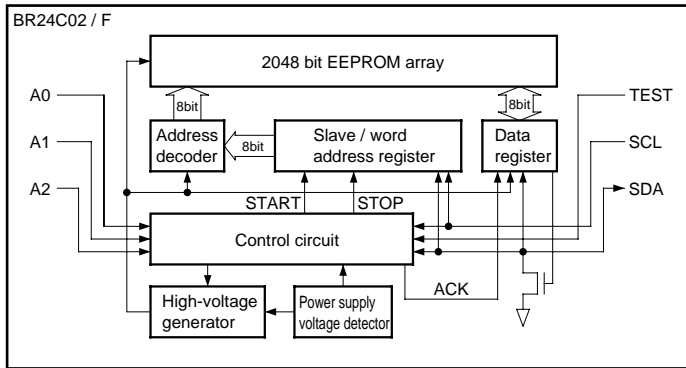 BR24C02 / F
2048 bit EEPROM array
A0
8bit
8bit
TEST
A1
Address
decoder
8bit
Slave / word
address register
Data
register
SCL
A2
START
STOP
SDA
Control circuit
ACK
High-voltage
generator
Power supply
voltage detector